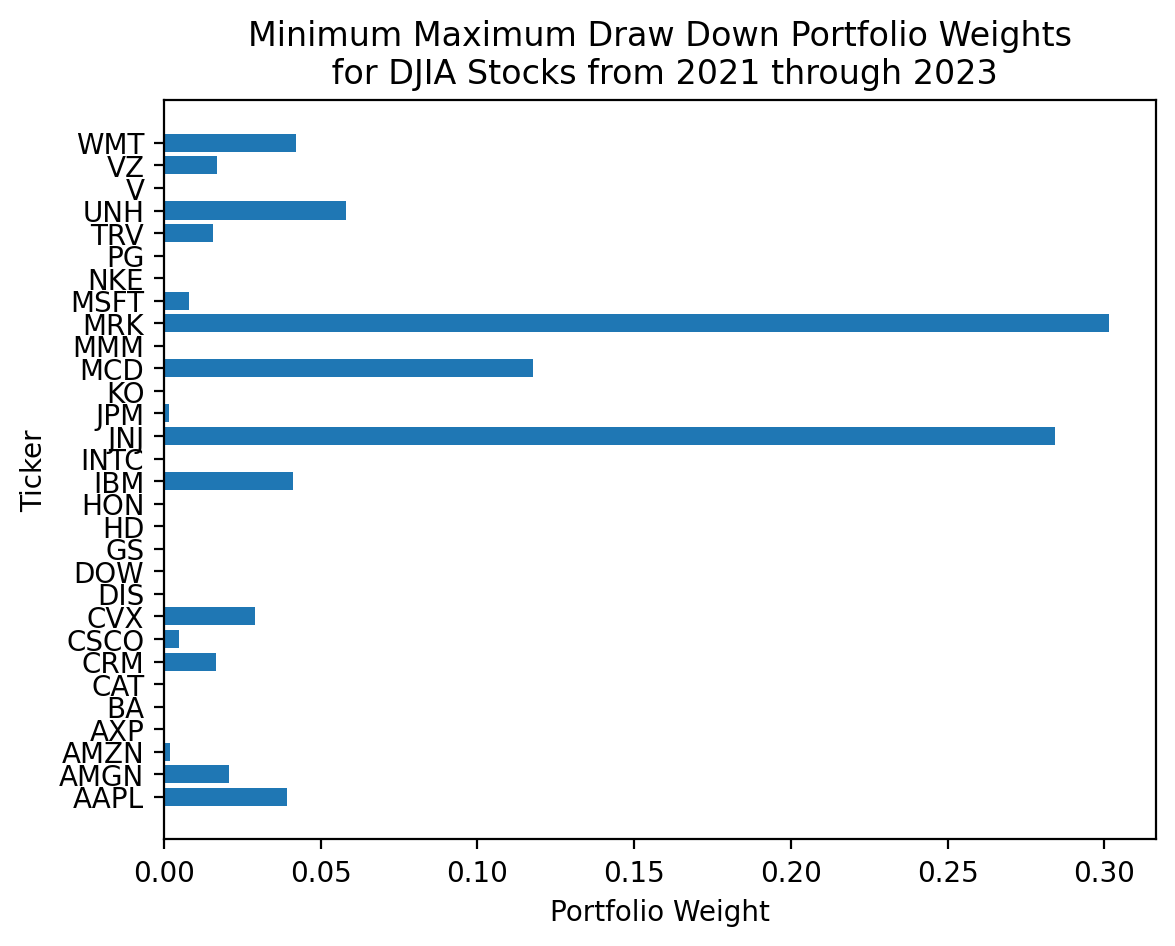 Minimum Maximum Draw Down Portfolio Weights
for DJIA Stocks from 2021 through 2023
WMT
VZ
V
UNH
TRV
PG
NKE
MSFT
MRK
MMM
MCD
KO
JPM
JNJ
INTC
IBM
HON
HD
GS
DOW
DIS
CVX
CSCO
CRM
CAT
BA
AXP
AMZN
AMGN
AAPL
Ticker
0.00 0.05 0.10 0.15 0.20 0.25 0.30
Portfolio Weight